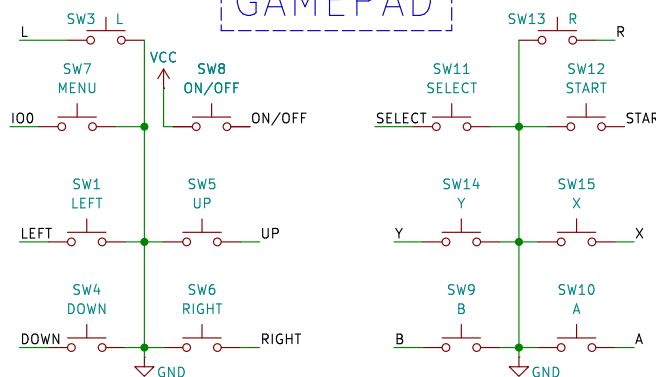 GAMEPAD
SW3 L
L
SW13 R
R
VCC
SW7
MENU
SW8
ON/OFF
SW11
SELECT
SW12
START
IO0
ON/OFF
SELECT
STAR
SW1
LEFT
SW5
UP
SW14
Y
SW15
X
LEFT
UP
Y
X
SW4
DOWN
SW6
RIGHT
SW9
B
SW10
A
DOWN
RIGHT
B
A
GND
GND